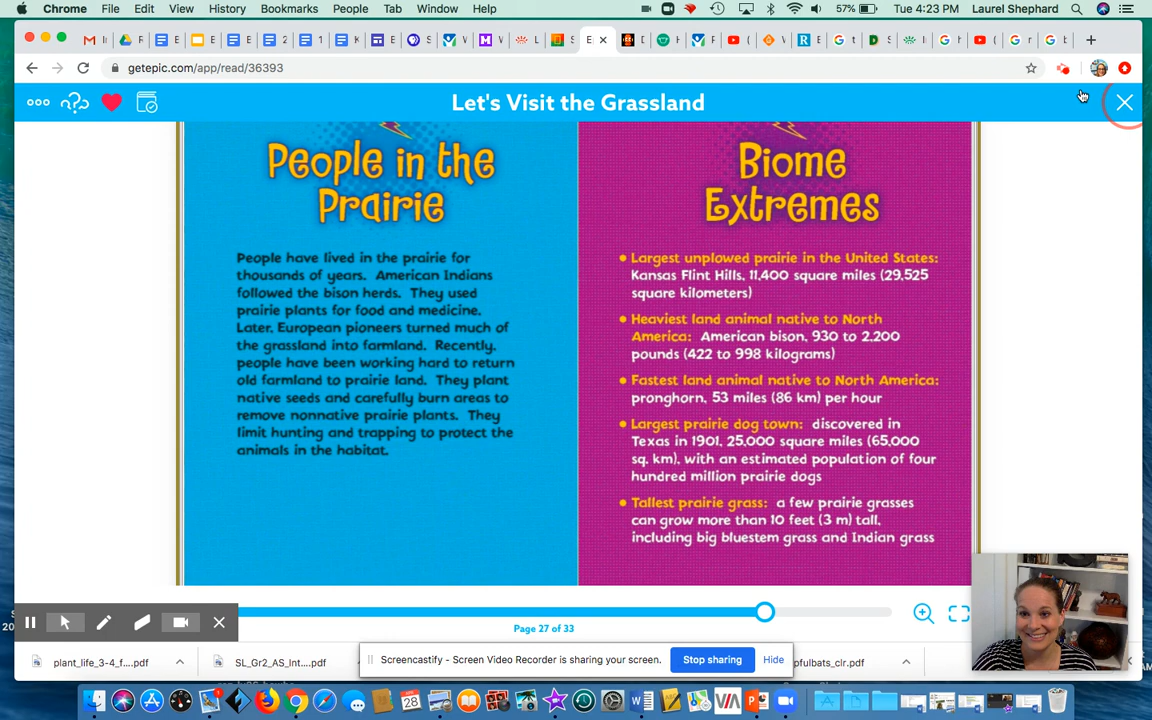 Chrome File Edit View History Bookmarks People Tab Window Help 57% Tue 4:23 PM Laurel Shephard
getepic.com/app/read/36393
Let's Visit the Grassland
People in the
Prairie
People have lived in the prairie for
thousands of years. American Indians
followed the bison herds. They used
prairie plants for food and medicine.
Later, European pioneers turned much of
the grassland into farmland. Recently,
people have been working hard to return
old farmland to prairie land. They plant
native seeds and carefully burn areas to
remove nonnative prairie plants. They
limit hunting and trapping to protect the
animals in the habitat.
Biome
Extremes
• Largest unplowed prairie in the United States:
Kansas Flint Hills, 11,400 square miles (29,525
square kilometers)
• Heaviest land animal native to North
America: American bison, 930 to 2,200
pounds (422 to 998 kilograms)
• Fastest land animal native to North America:
pronghorn, 53 miles (86 km) per hour
• Largest prairie dog town: discovered in
Texas in 1901, 25,000 square miles (65,000
sq. km), with an estimated population of four
hundred million prairie dogs
• Tallest prairie grass: a few prairie grasses
can grow more than 10 feet (3 m) tall,
including big bluestem grass and Indian grass
Page 27 of 33
plant_life_3-4_f....pdf
SL_Gr2_AS_Int....pdf
Screencastify - Screen Video Recorder is sharing your screen.
Stop sharing
Hide
pfulbats_clr.pdf